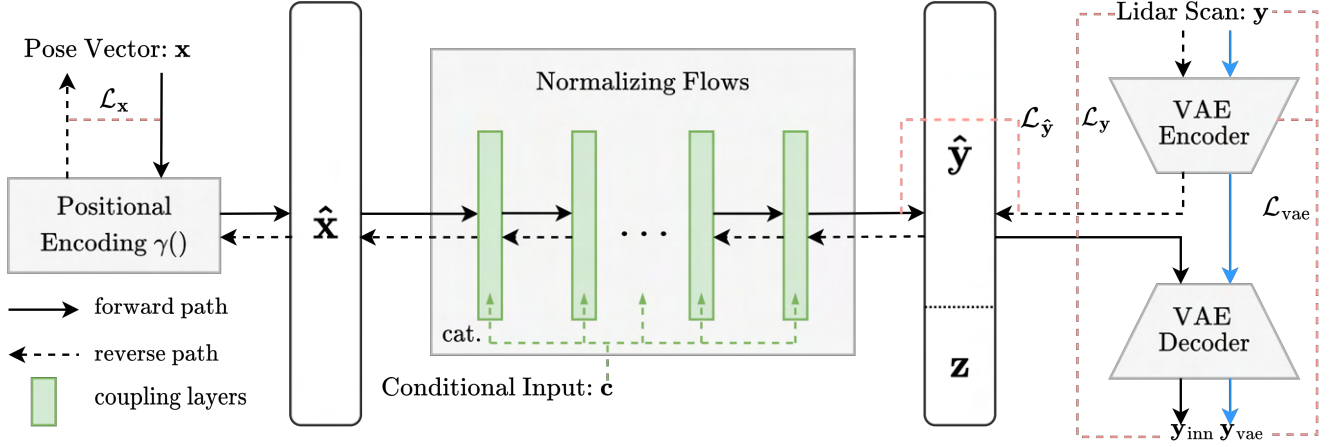 Lidar Scan: y
Pose Vector: x
ℒx
Normalizing Flows
VAE
Encoder
ℒy
ℒŷ
ŷ
Positional
Encoding γ()
x̂
. . .
ℒvae
forward path
reverse path
coupling layers
cat.
Conditional Input: c
z
VAE
Decoder
yinn yvae